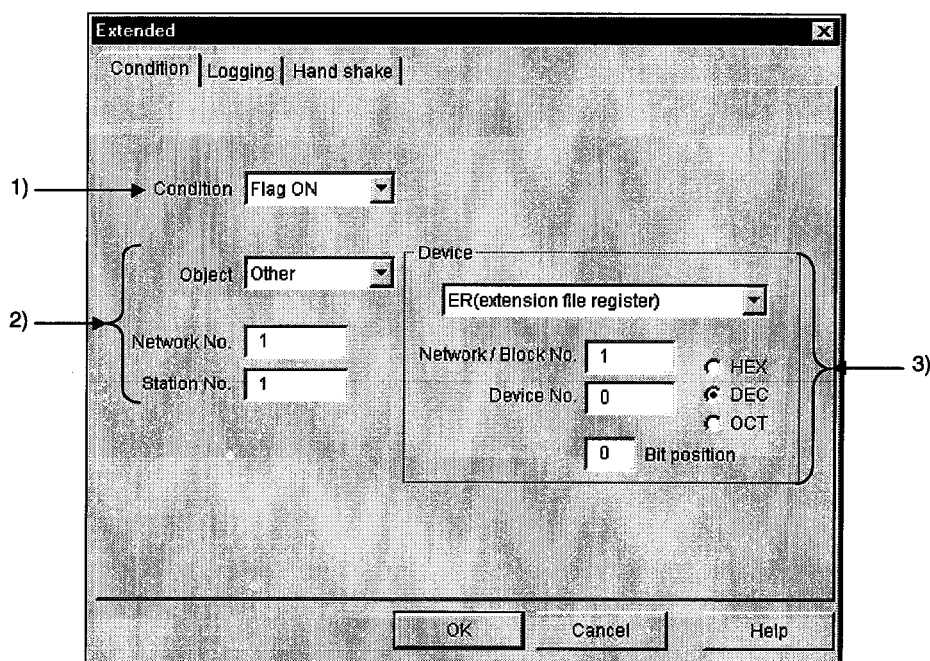 Extended
Condition Logging Hand shake
1)
Condition Flag ON
2)
Object Other
Network No. 1
Station No. 1
Device
ER(extension file register)
Network / Block No. 1
Device No. 0
HEX
DEC
OCT
0 Bit position
3)
OK Cancel Help